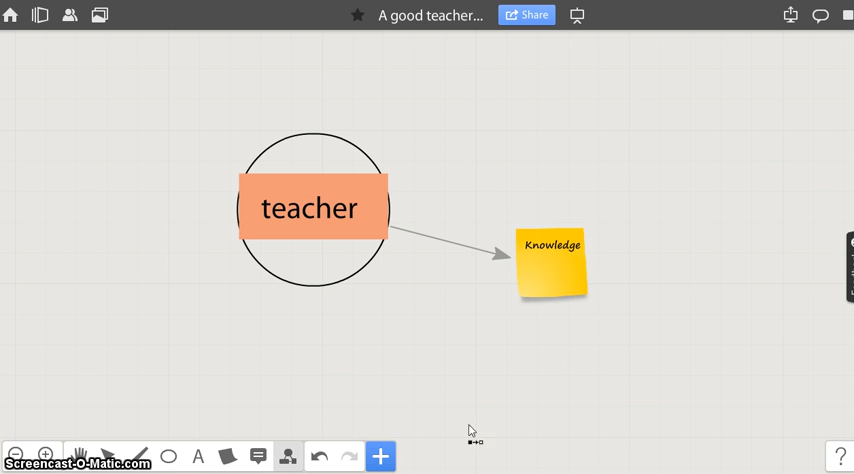 A good teacher...
Share
teacher
Knowledge
A
?
Screencast-O-Matic.com